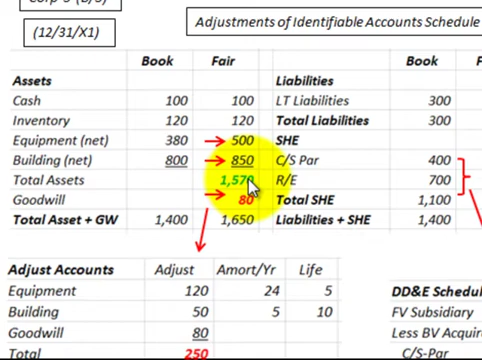 Corp-S (B/S)
Adjustments of Identifiable Accounts Schedule
(12/31/X1)
Book Fair Book
Assets Liabilities
Cash 100 100 LT Liabilities 300
Inventory 120 120 Total Liabilities 300
Equipment (net) 380 500 SHE
Building (net) 800 850 C/S Par 400
Total Assets 1,570 R/E 700
Goodwill 80 Total SHE 1,100
Total Asset + GW 1,400 1,650 Liabilities + SHE 1,400
Adjust Accounts Adjust Amort/Yr Life
Equipment 120 24 5 DD&E Schedul
Building 50 5 10 FV Subsidiary
Goodwill 80 Less BV Acquire
Total 250 C/S-Par